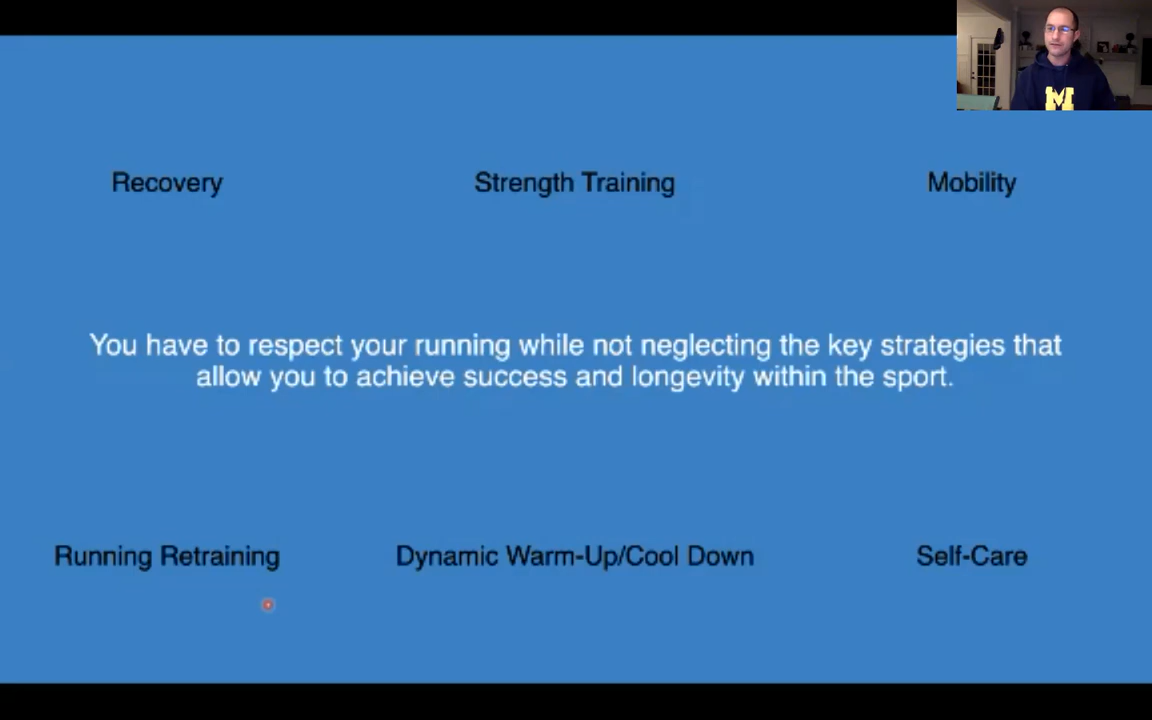 M
Recovery
Strength Training
Mobility
You have to respect your running while not neglecting the key strategies that
allow you to achieve success and longevity within the sport.
Running Retraining
Dynamic Warm-Up/Cool Down
Self-Care